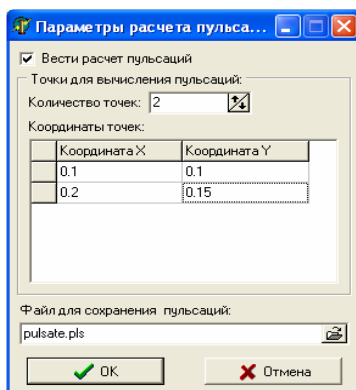 Параметры расчета пульса...
Вести расчет пульсаций
Точки для вычисления пульсаций:
Количество точек: 2
Координаты точек:
Координата X Координата Y
0.1 0.1
0.2 0.15
Файл для сохранения пульсаций:
pulsate.pls
OK Отмена